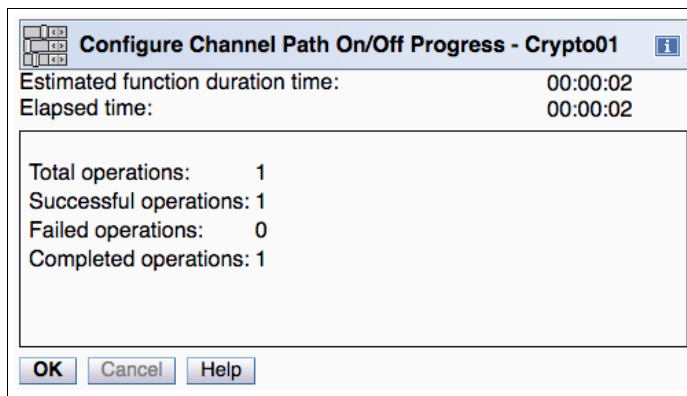 Configure Channel Path On/Off Progress - Crypto01 i
Estimated function duration time: 00:00:02
Elapsed time: 00:00:02
Total operations: 1
Successful operations: 1
Failed operations: 0
Completed operations: 1
OK Cancel Help